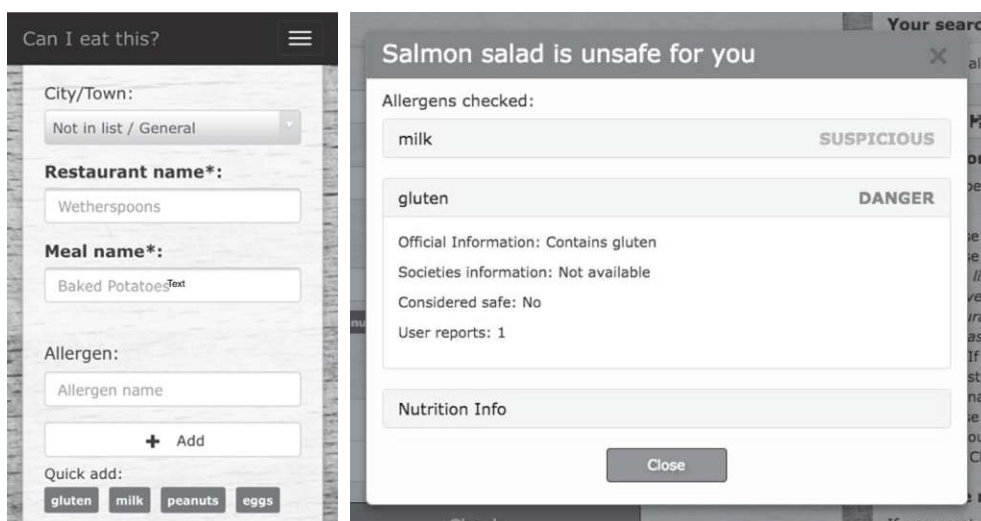 Can I eat this?
City/Town:
Not in list / General
Restaurant name*:
Wetherspoons
Meal name*:
Baked Potatoes Text
Allergen:
Allergen name
+ Add
Quick add:
gluten milk peanuts eggs
Your sear
Salmon salad is unsafe for you ×
Allergens checked:
milk SUSPICIOUS
gluten DANGER
Official Information: Contains gluten
Societies information: Not available
Considered safe: No
User reports: 1
Nutrition Info
Close